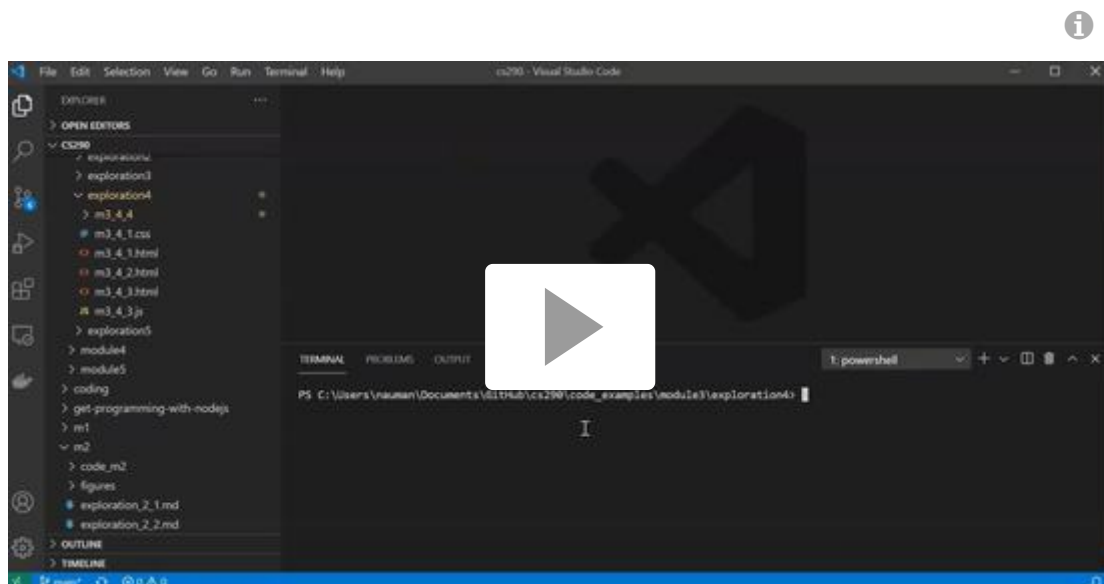 File Edit Selection View Go Run Terminal Help
cs290 - Visual Studio Code
EXPLORER
OPEN EDITORS
CS290
exploration2
exploration3
exploration4
m3_4_4
m3_4_1.css
m3_4_1.html
m3_4_2.html
m3_4_3.html
JS m3_4_3.js
exploration5
module4
module5
coding
get-programming-with-nodejs
m1
m2
code_m2
figures
exploration_2_1.md
exploration_2_2.md
OUTLINE
TIMELINE
TERMINAL PROBLEMS OUTPUT
1: powershell
PS C:\Users\nauman\Documents\GitHub\cs290\code_examples\module3\exploration4>